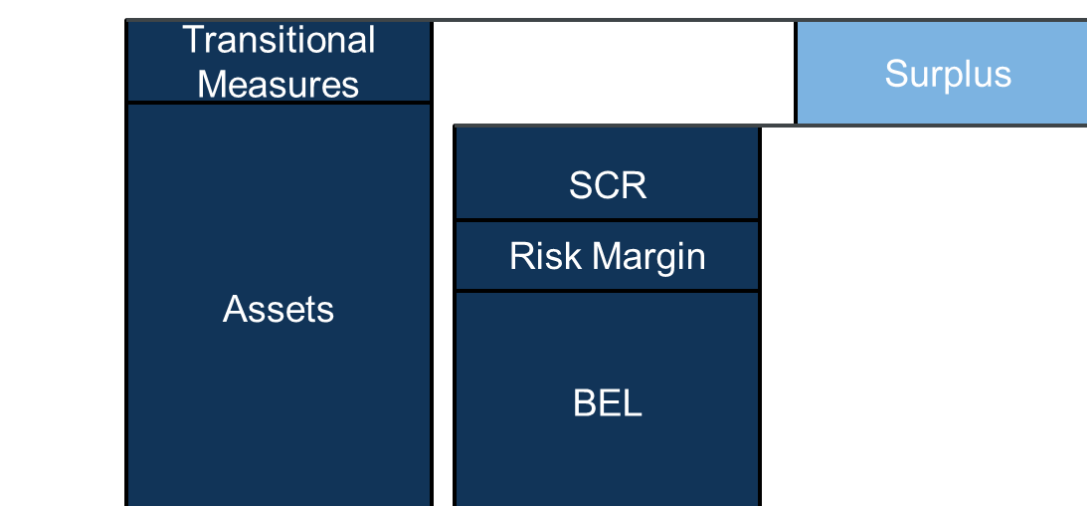 Transitional
Measures
Surplus
SCR
Risk Margin
Assets
BEL